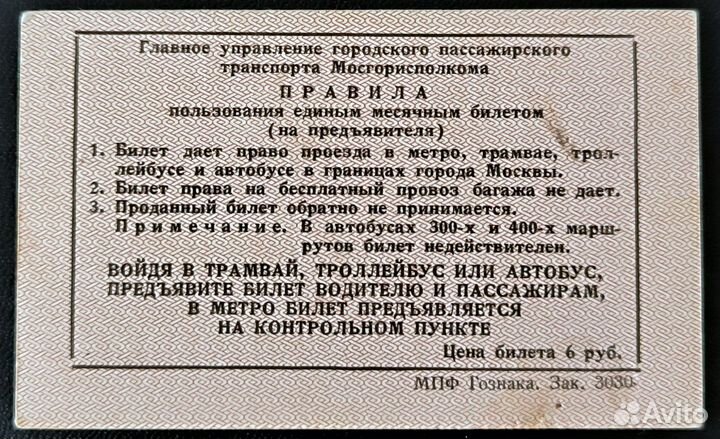 Главное управление городского пассажирского
транспорта Мосгорисполкома
ПРАВИЛА
пользования единым месячным билетом
(на предъявителя)
1. Билет дает право проезда в метро, трамвае, трол-
лейбусе и автобусе в границах города Москвы.
2. Билет права на бесплатный провоз багажа не дает.
3. Проданный билет обратно не принимается.
Примечание. В автобусах 300-х и 400-х марш-
рутов билет недействителен.
ВОЙДЯ В ТРАМВАЙ, ТРОЛЛЕЙБУС ИЛИ АВТОБУС,
ПРЕДЪЯВИТЕ БИЛЕТ ВОДИТЕЛЮ И ПАССАЖИРАМ,
В МЕТРО БИЛЕТ ПРЕДЪЯВЛЯЕТСЯ
НА КОНТРОЛЬНОМ ПУНКТЕ
Цена билета 6 руб.
МПФ Гознака. Зак. 3030
Avito